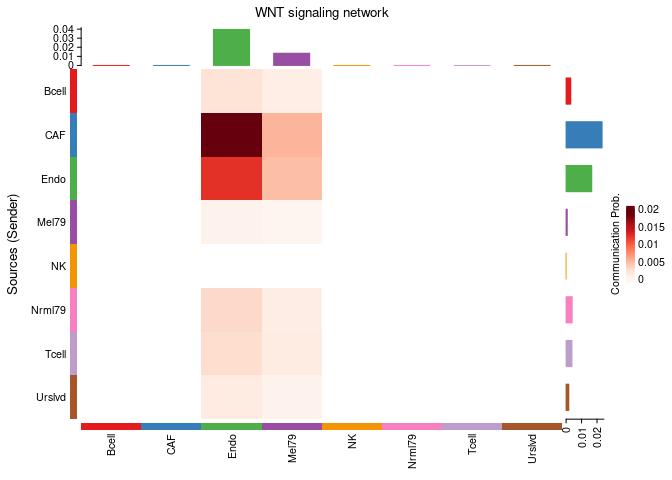 WNT signaling network
0.04
0.03
0.02
0.01
0
Sources (Sender)
Bcell
CAF
Endo
Mel79
NK
Nrml79
Tcell
Urslvd
Bcell
CAF
Endo
Mel79
NK
Nrml79
Tcell
Urslvd
0
0.01
0.02
Communication Prob.
0.02
0.015
0.01
0.005
0